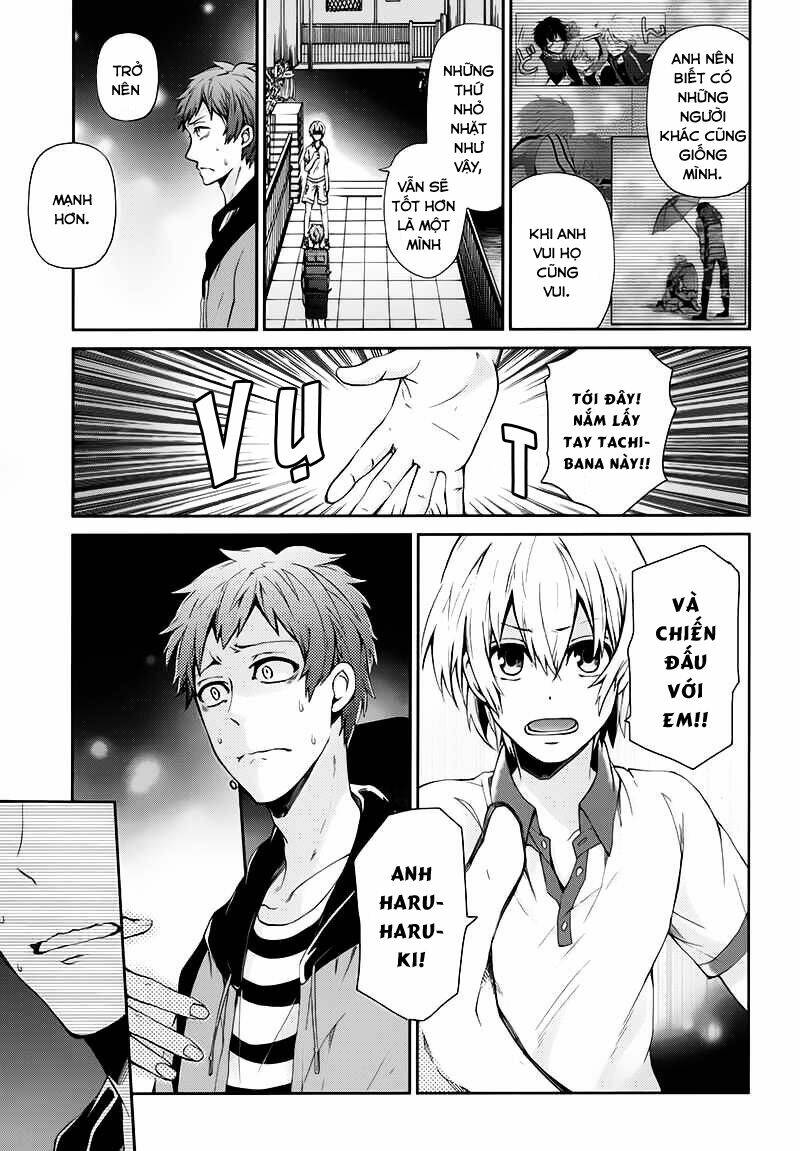 ANH NÊN
BIẾT CÓ
NHỮNG
NGƯỜI
KHÁC CŨNG
GIỐNG
MÌNH.
KHI ANH
VUI HỌ
CŨNG
VUI.
NHỮNG
THỨ
NHỎ
NHẶT
NHƯ
VẬY,
VẪN SẼ
TỐT HƠN
LÀ MỘT
MÌNH
TRỞ
NÊN
MẠNH
HƠN.
TỚI ĐÂY!
NẮM LẤY
TAY TACHI-
BANA NÀY!!
VỤT
VÀ
CHIẾN
ĐẤU
VỚI
EM!!
ANH
HARU-
HARU-
KI!